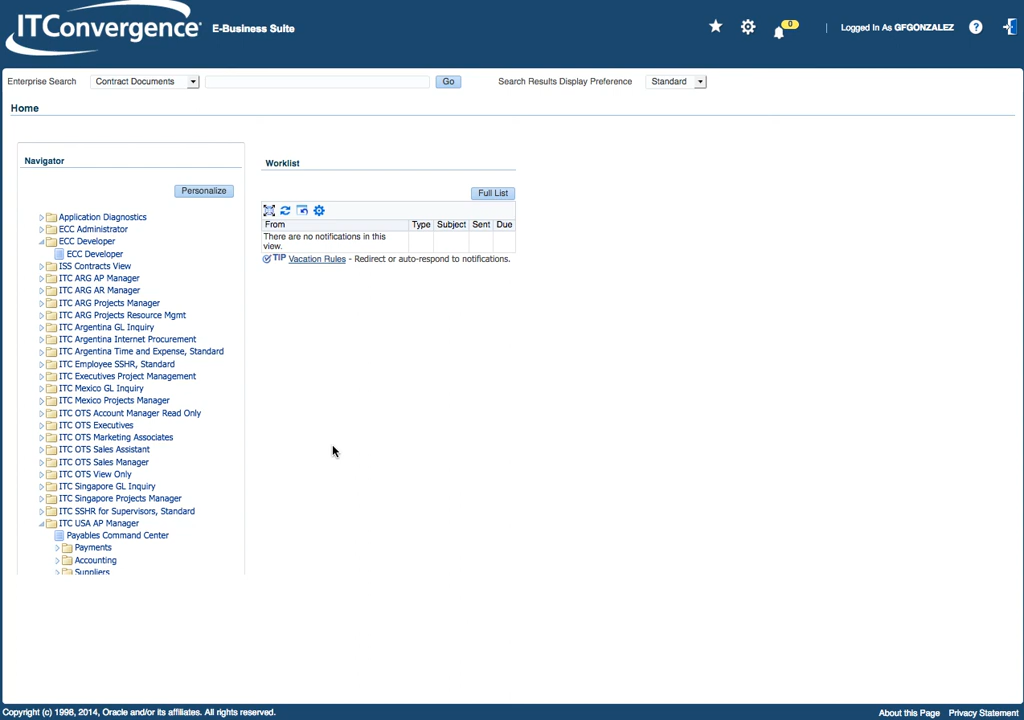 ITConvergence E-Business Suite
0
Logged In As GFGONZALEZ
?
Enterprise Search Contract Documents Go Search Results Display Preference Standard
Home
Navigator
Personalize
Application Diagnostics
ECC Administrator
ECC Developer
ECC Developer
ISS Contracts View
ITC ARG AP Manager
ITC ARG AR Manager
ITC ARG Projects Manager
ITC ARG Projects Resource Mgmt
ITC Argentina GL Inquiry
ITC Argentina Internet Procurement
ITC Argentina Time and Expense, Standard
ITC Employee SSHR, Standard
ITC Executives Project Management
ITC Mexico GL Inquiry
ITC Mexico Projects Manager
ITC OTS Account Manager Read Only
ITC OTS Executives
ITC OTS Marketing Associates
ITC OTS Sales Assistant
ITC OTS Sales Manager
ITC OTS View Only
ITC Singapore GL Inquiry
ITC Singapore Projects Manager
ITC SSHR for Supervisors, Standard
ITC USA AP Manager
Payables Command Center
Payments
Accounting
Suppliers
Worklist
Full List
From Type Subject Sent Due
There are no notifications in this
view.
TIP Vacation Rules - Redirect or auto-respond to notifications.
Copyright (c) 1998, 2014, Oracle and/or its affiliates. All rights reserved.
About this Page Privacy Statement